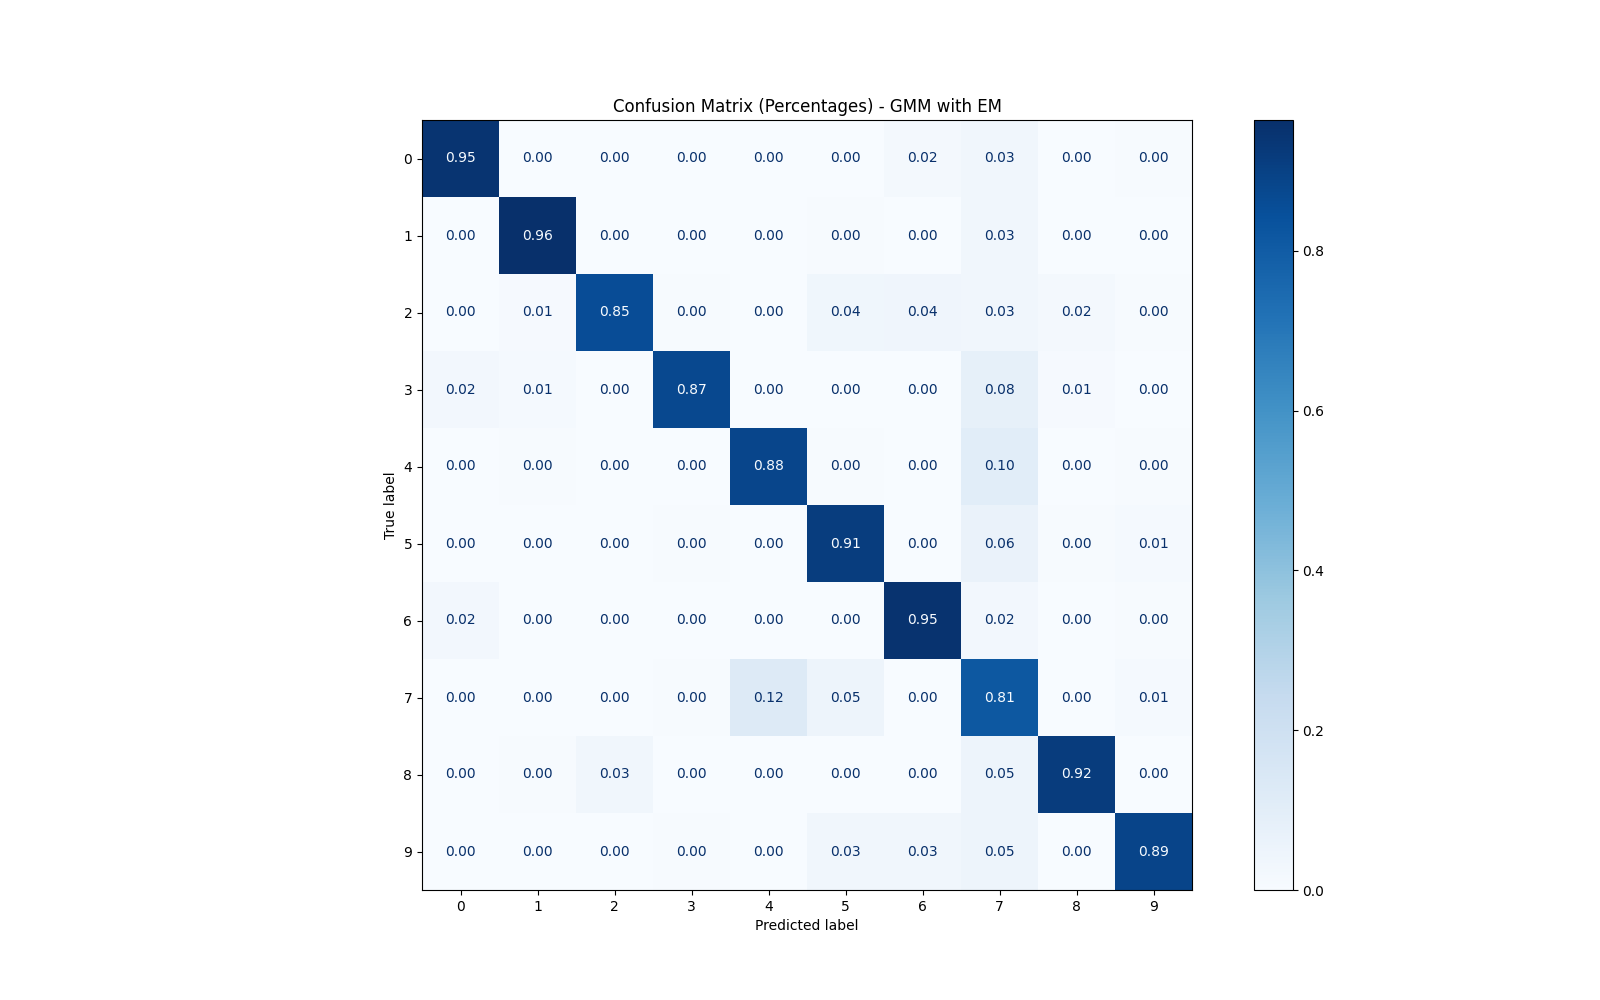 Confusion Matrix (Percentages) - GMM with EM
0 0.95 0.00 0.00 0.00 0.00 0.00 0.02 0.03 0.00 0.00
1 0.00 0.96 0.00 0.00 0.00 0.00 0.00 0.03 0.00 0.00
2 0.00 0.01 0.85 0.00 0.00 0.04 0.04 0.03 0.02 0.00
3 0.02 0.01 0.00 0.87 0.00 0.00 0.00 0.08 0.01 0.00
4 0.00 0.00 0.00 0.00 0.88 0.00 0.00 0.10 0.00 0.00
5 0.00 0.00 0.00 0.00 0.00 0.91 0.00 0.06 0.00 0.01
6 0.02 0.00 0.00 0.00 0.00 0.00 0.95 0.02 0.00 0.00
7 0.00 0.00 0.00 0.00 0.12 0.05 0.00 0.81 0.00 0.01
8 0.00 0.00 0.03 0.00 0.00 0.00 0.00 0.05 0.92 0.00
9 0.00 0.00 0.00 0.00 0.00 0.03 0.03 0.05 0.00 0.89
0 1 2 3 4 5 6 7 8 9
Predicted label
True label
0.8
0.6
0.4
0.2
0.0